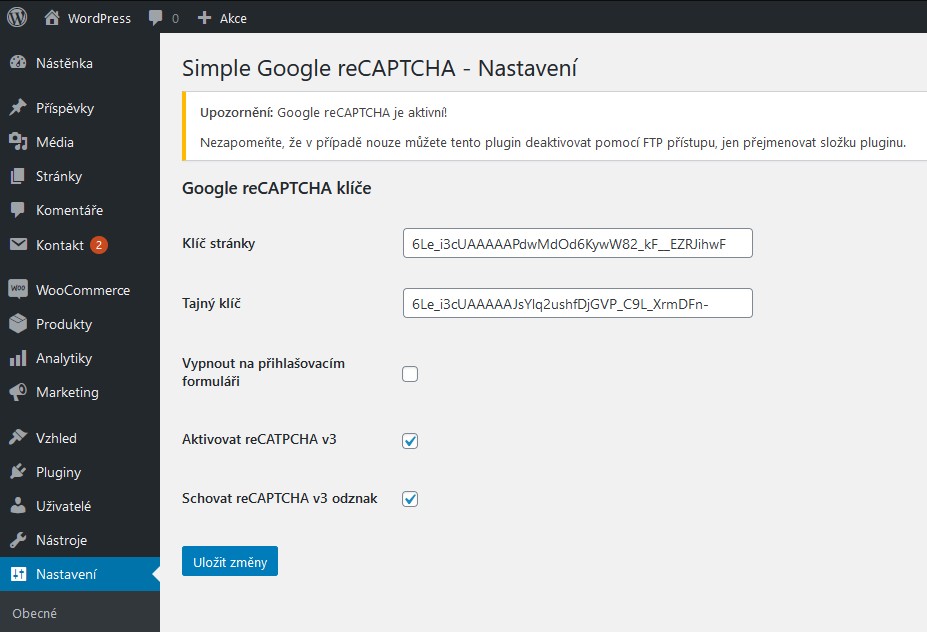 WordPress 0 Akce
Nástěnka
Příspěvky
Média
Stránky
Komentáře
Kontakt 2
WooCommerce
Produkty
Analytiky
Marketing
Vzhled
Pluginy
Uživatelé
Nástroje
Nastavení
Obecné
Simple Google reCAPTCHA - Nastavení
Upozornění: Google reCAPTCHA je aktivní!
Nezapomeňte, že v případě nouze můžete tento plugin deaktivovat pomocí FTP přístupu, jen přejmenovat složku pluginu.
Google reCAPTCHA klíče
Klíč stránky
6Le_i3cUAAAAAPdwMdOd6KywW82_kF__EZRJihwF
Tajný klíč
6Le_i3cUAAAAAJsYlq2ushfDjGVP_C9L_XrmDFn-
Vypnout na přihlašovacím
formuláři
Aktivovat reCATPCHA v3
Schovat reCAPTCHA v3 odznak
Uložit změny